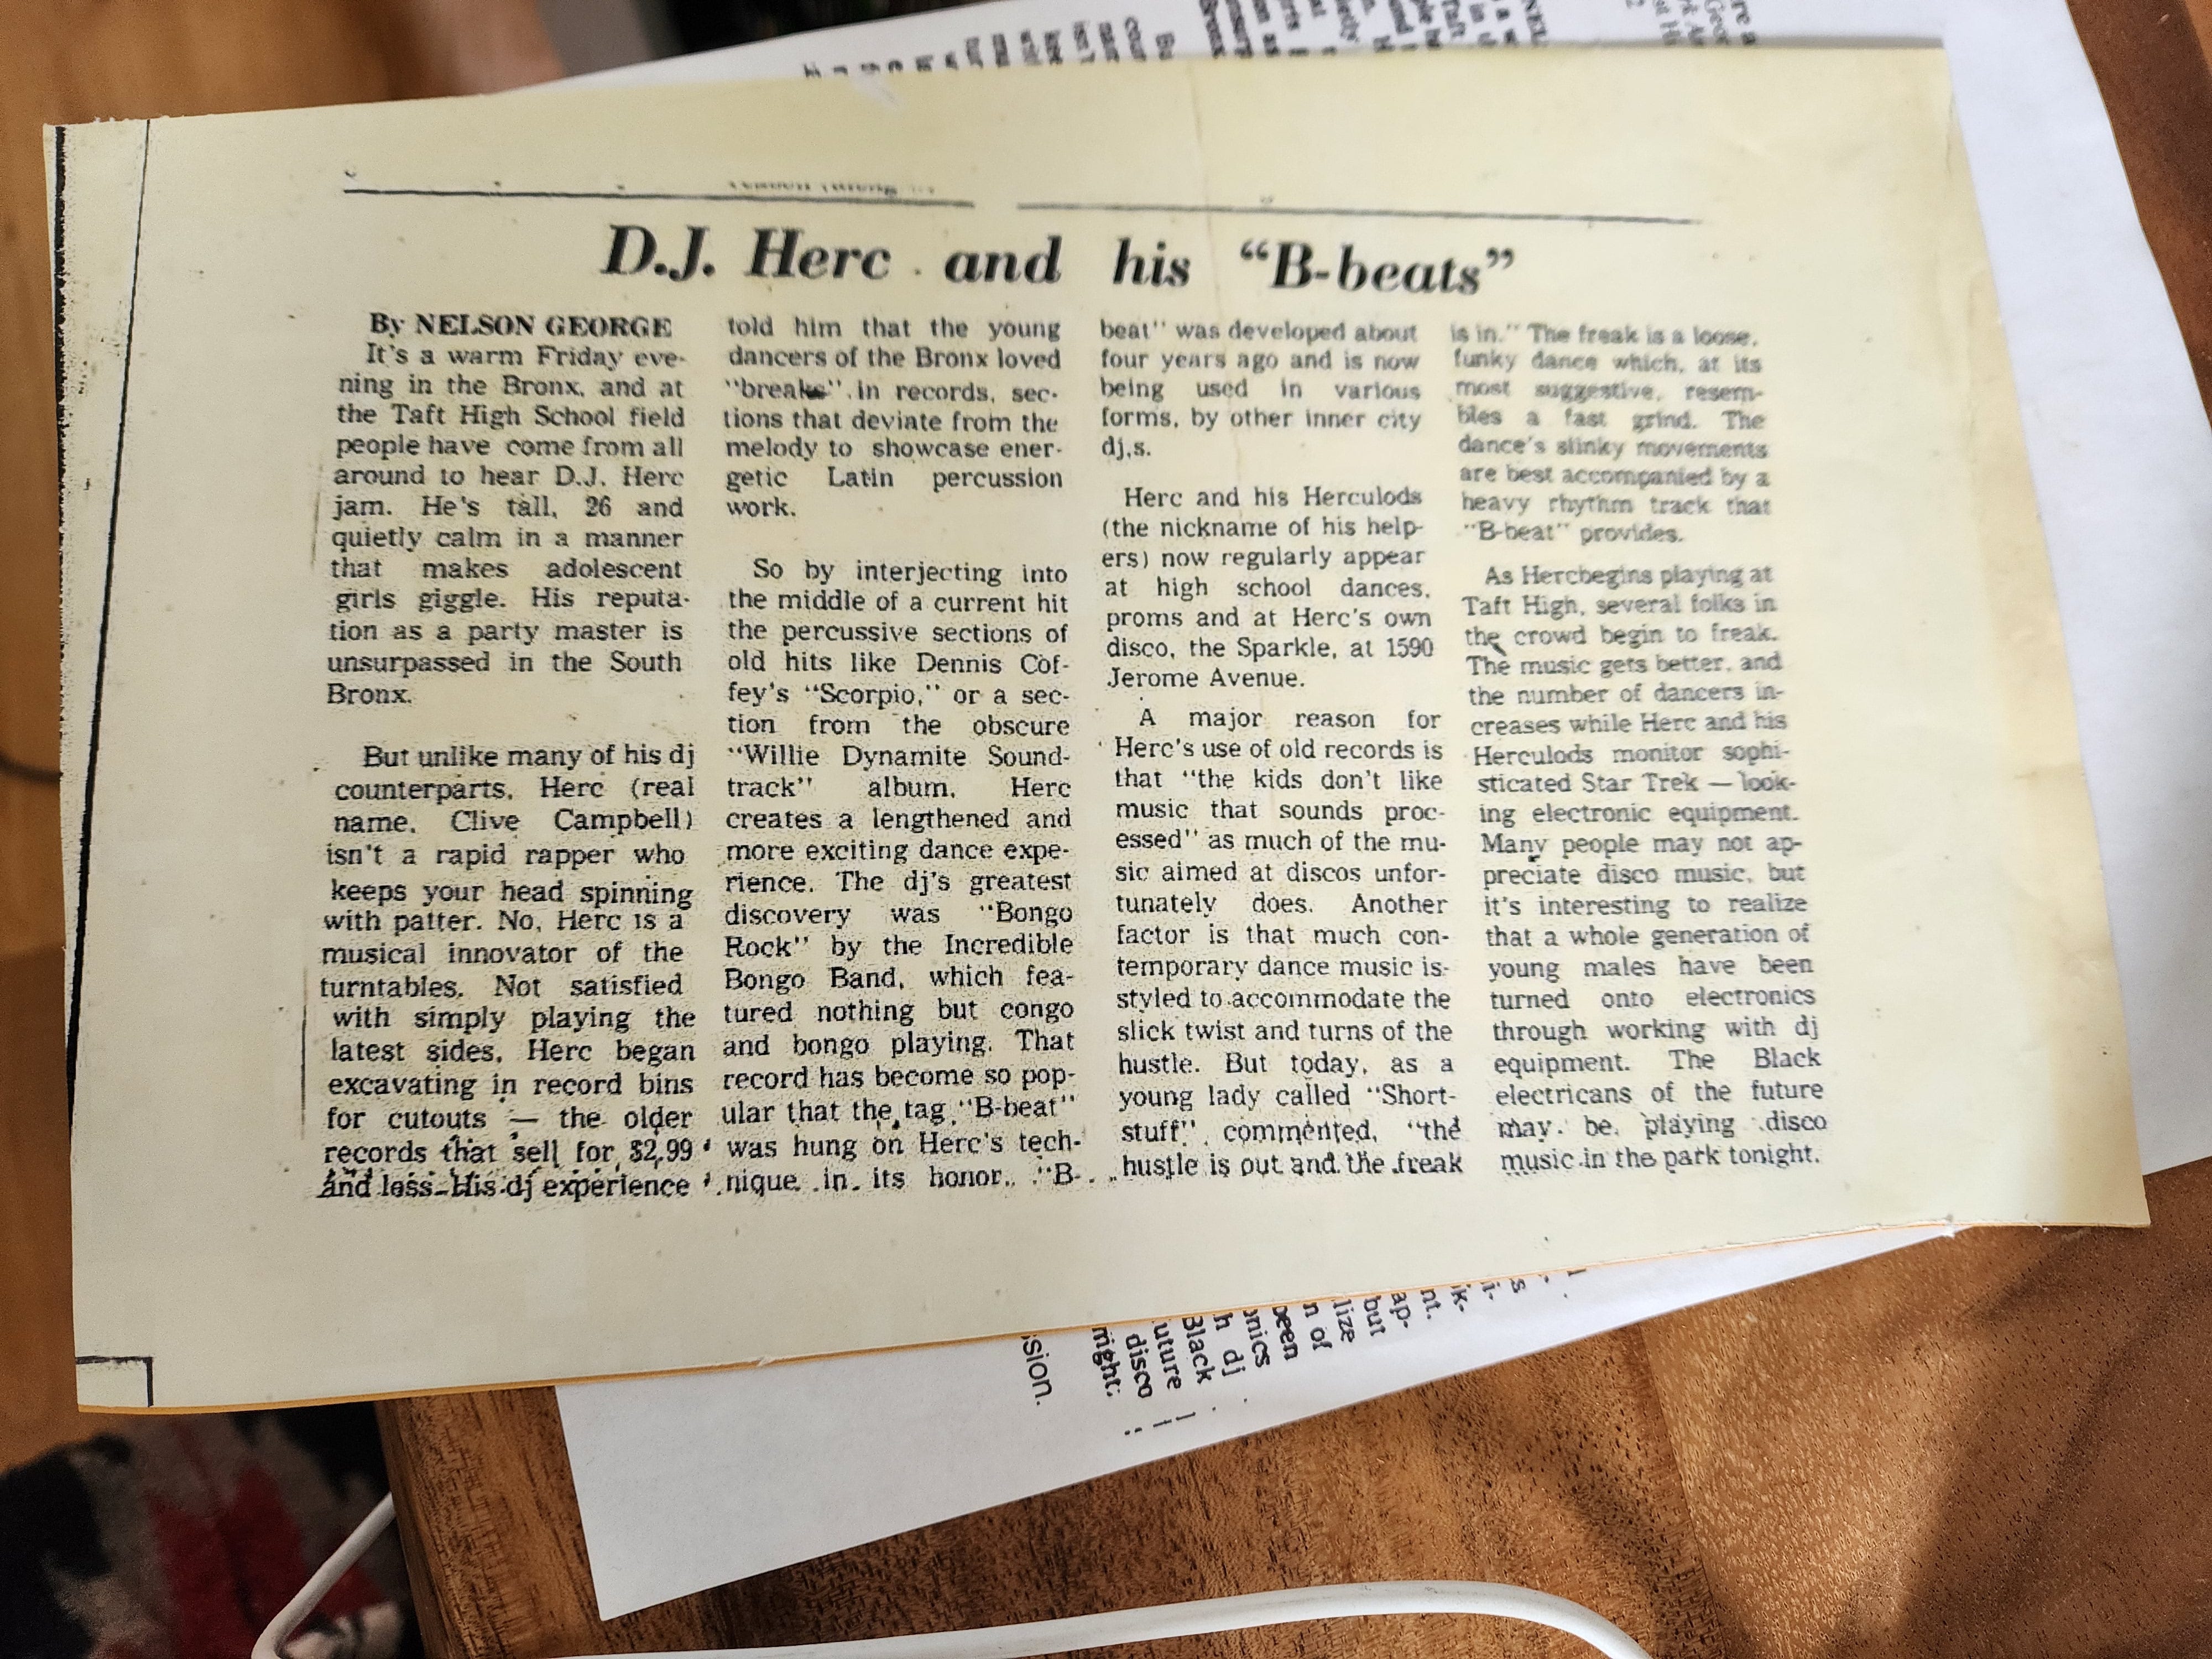 D.J. Herc and his "B-beats"
By NELSON GEORGE
It's a warm Friday eve-
ning in the Bronx, and at
the Taft High School field
people have come from all
around to hear D.J. Herc
jam. He's tall, 26 and
quietly calm in a manner
that makes adolescent
girls giggle. His reputa-
tion as a party master is
unsurpassed in the South
Bronx.
But unlike many of his dj
counterparts, Herc (real
name, Clive Campbell)
isn't a rapid rapper who
keeps your head spinning
with patter. No, Herc is a
musical innovator of the
turntables. Not satisfied
with simply playing the
latest sides, Herc began
excavating in record bins
for cutouts — the older
records that sell for $2.99
and less. His dj experience
told him that the young
dancers of the Bronx loved
"breaks" in records, sec-
tions that deviate from the
melody to showcase ener-
getic Latin percussion
work.
So by interjecting into
the middle of a current hit
the percussive sections of
old hits like Dennis Cof-
fey's "Scorpio," or a sec-
tion from the obscure
"Willie Dynamite Sound-
track" album, Herc
creates a lengthened and
more exciting dance expe-
rience. The dj's greatest
discovery was "Bongo
Rock" by the Incredible
Bongo Band, which fea-
tured nothing but congo
and bongo playing. That
record has become so pop-
ular that the tag "B-beat"
was hung on Herc's tech-
nique in its honor. "B-
beat" was developed about
four years ago and is now
being used in various
forms, by other inner city
dj,s.
Herc and his Herculods
(the nickname of his help-
ers) now regularly appear
at high school dances,
proms and at Herc's own
disco, the Sparkle, at 1590
Jerome Avenue.
A major reason for
Herc's use of old records is
that "the kids don't like
music that sounds proc-
essed" as much of the mu-
sic aimed at discos unfor-
tunately does. Another
factor is that much con-
temporary dance music is
styled to accommodate the
slick twist and turns of the
hustle. But today, as a
young lady called "Short-
stuff" commented, "the
hustle is out and the freak
is in." The freak is a loose,
funky dance which, at its
most suggestive, resem-
bles a fast grind. The
dance's slinky movements
are best accompanied by a
heavy rhythm track that
"B-beat" provides.
As Hercbegins playing at
Taft High, several folks in
the crowd begin to freak.
The music gets better, and
the number of dancers in-
creases while Herc and his
Herculods monitor sophi-
sticated Star Trek — look-
ing electronic equipment.
Many people may not ap-
preciate disco music, but
it's interesting to realize
that a whole generation of
young males have been
turned onto electronics
through working with dj
equipment. The Black
electricans of the future
may be playing disco
music in the park tonight.
ap-
but
lize
n of
been
onics
h dj
Black
uture
disco
night.
ssion.